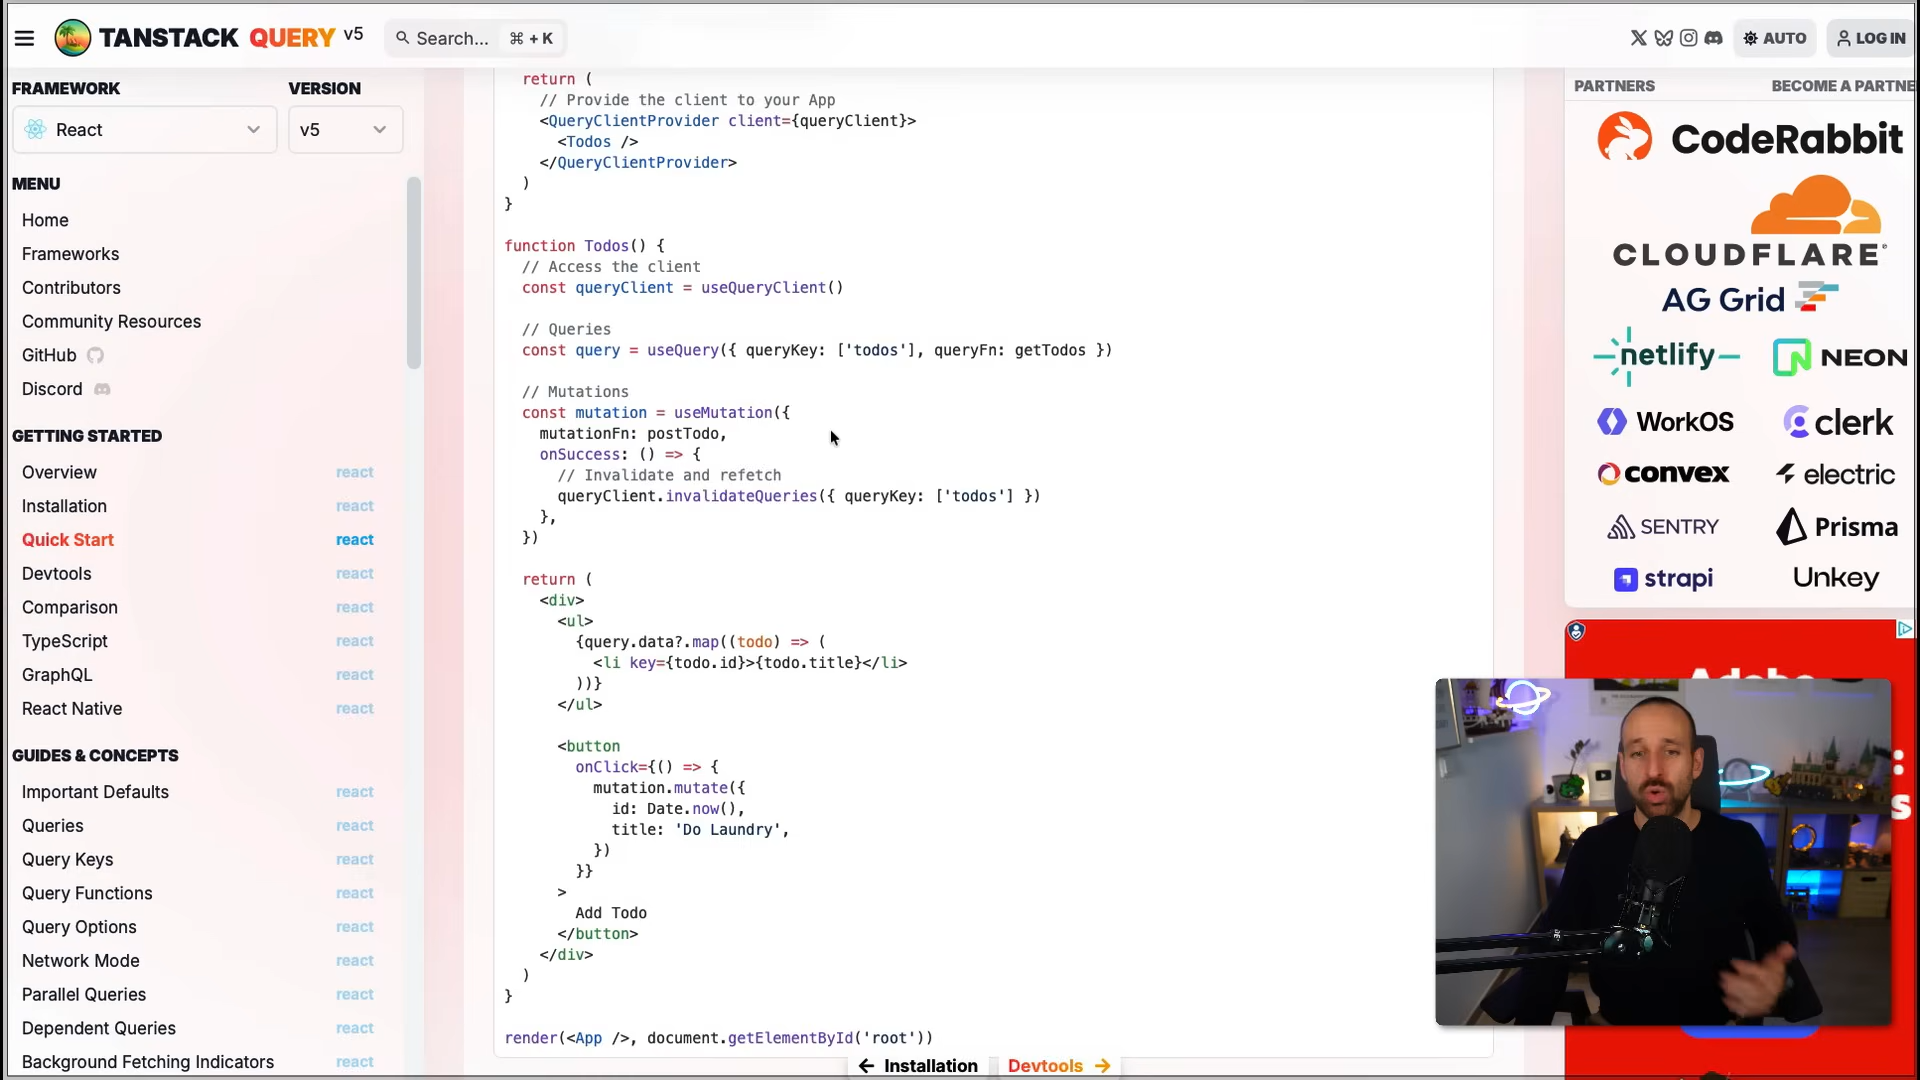 TANSTACK QUERY v5
Search... ⌘ + K
AUTO
LOG IN
FRAMEWORK
VERSION
React
v5
MENU
Home
Frameworks
Contributors
Community Resources
GitHub
Discord
GETTING STARTED
Overview react
Installation react
Quick Start react
Devtools react
Comparison react
TypeScript react
GraphQL react
React Native react
GUIDES & CONCEPTS
Important Defaults react
Queries react
Query Keys react
Query Functions react
Query Options react
Network Mode react
Parallel Queries react
Dependent Queries react
Background Fetching Indicators react
return (
// Provide the client to your App
<QueryClientProvider client={queryClient}>
<Todos />
</QueryClientProvider>
)
}
function Todos() {
// Access the client
const queryClient = useQueryClient()
// Queries
const query = useQuery({ queryKey: ['todos'], queryFn: getTodos })
// Mutations
const mutation = useMutation({
mutationFn: postTodo,
onSuccess: () => {
// Invalidate and refetch
queryClient.invalidateQueries({ queryKey: ['todos'] })
},
})
return (
<div>
<ul>
{query.data?.map((todo) => (
<li key={todo.id}>{todo.title}</li>
))}
</ul>
<button
onClick={() => {
mutation.mutate({
id: Date.now(),
title: 'Do Laundry',
})
}}
>
Add Todo
</button>
</div>
)
}
render(<App />, document.getElementById('root'))
← Installation
Devtools →
PARTNERS
BECOME A PARTNE
CodeRabbit
CLOUDFLARE
AG Grid
netlify
NEON
WorkOS
clerk
convex
electric
SENTRY
Prisma
strapi
Unkey